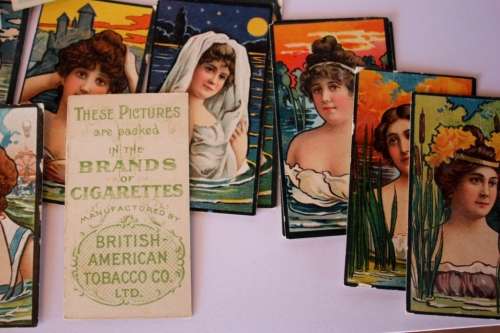 THESE PICTURES
are packed
IN THE
BRANDS
OF
CIGARETTES
MANUFACTURED BY
BRITISH-
AMERICAN
TOBACCO CO.
LTD.